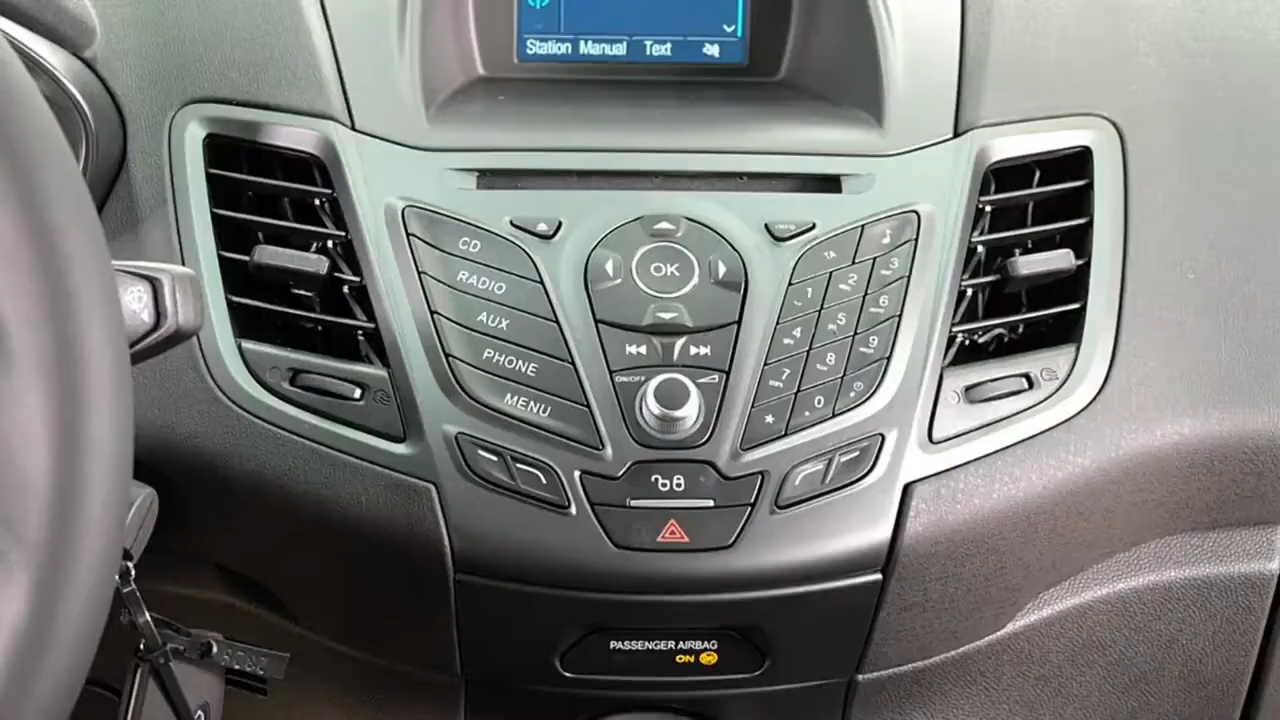 Station Manual Text
CD
RADIO
AUX
PHONE
MENU
OK
INFO
ON/OFF
TA
1
2
3
4
5
6
7
8
9
*
0
PASSENGER AIRBAG
ON